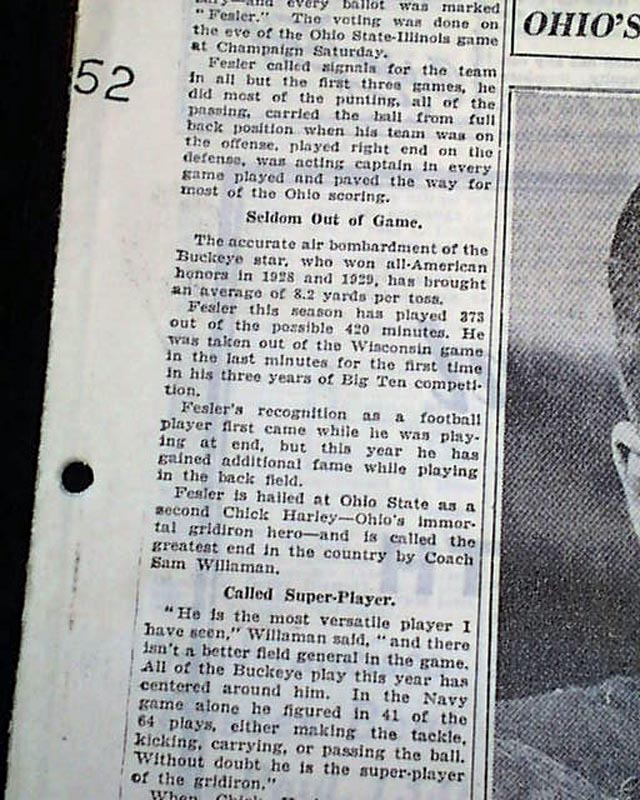 and every ballot was marked
"Fesler." The voting was done on
the eve of the Ohio State-Illinois game
at Champaign Saturday.
Fesler called signals for the team
in all but the first three games, he
did most of the punting, all of the
passing, carried the ball from full
back position when his team was on
the offense, played right end on the
defense, was acting captain in every
game played and paved the way for
most of the Ohio scoring.
Seldom Out of Game.
The accurate air bombardment of the
Buckeye star, who won all-American
honors in 1928 and 1929, has brought
an average of 8.2 yards per toss.
Fesler this season has played 373
out of the possible 420 minutes. He
was taken out of the Wisconsin game
in the last minutes for the first time
in his three years of Big Ten competi-
tion.
Fesler's recognition as a football
player first came while he was play-
ing at end, but this year he has
gained additional fame while playing
in the back field.
Fesler is hailed at Ohio State as a
second Chick Harley—Ohio's immor-
tal gridiron hero—and is called the
greatest end in the country by Coach
Sam Willaman.
Called Super-Player.
"He is the most versatile player I
have seen," Willaman said, "and there
isn't a better field general in the game.
All of the Buckeye play this year has
centered around him. In the Navy
game alone he figured in 41 of the
64 plays, either making the tackle,
kicking, carrying, or passing the ball.
Without doubt he is the super-player
of the gridiron."
When Chick
52
OHIO'S